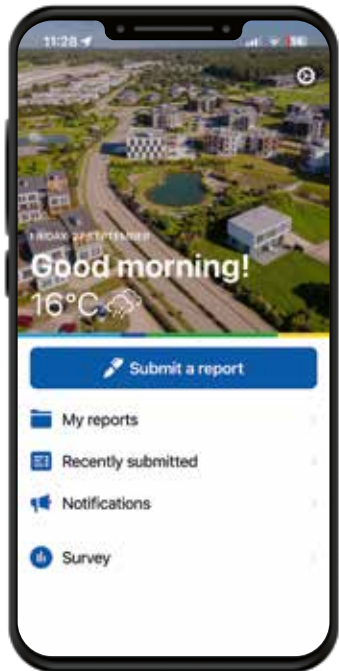 11:28
Good morning!
16°C
Submit a report
My reports
Recently submitted
Notifications
Survey